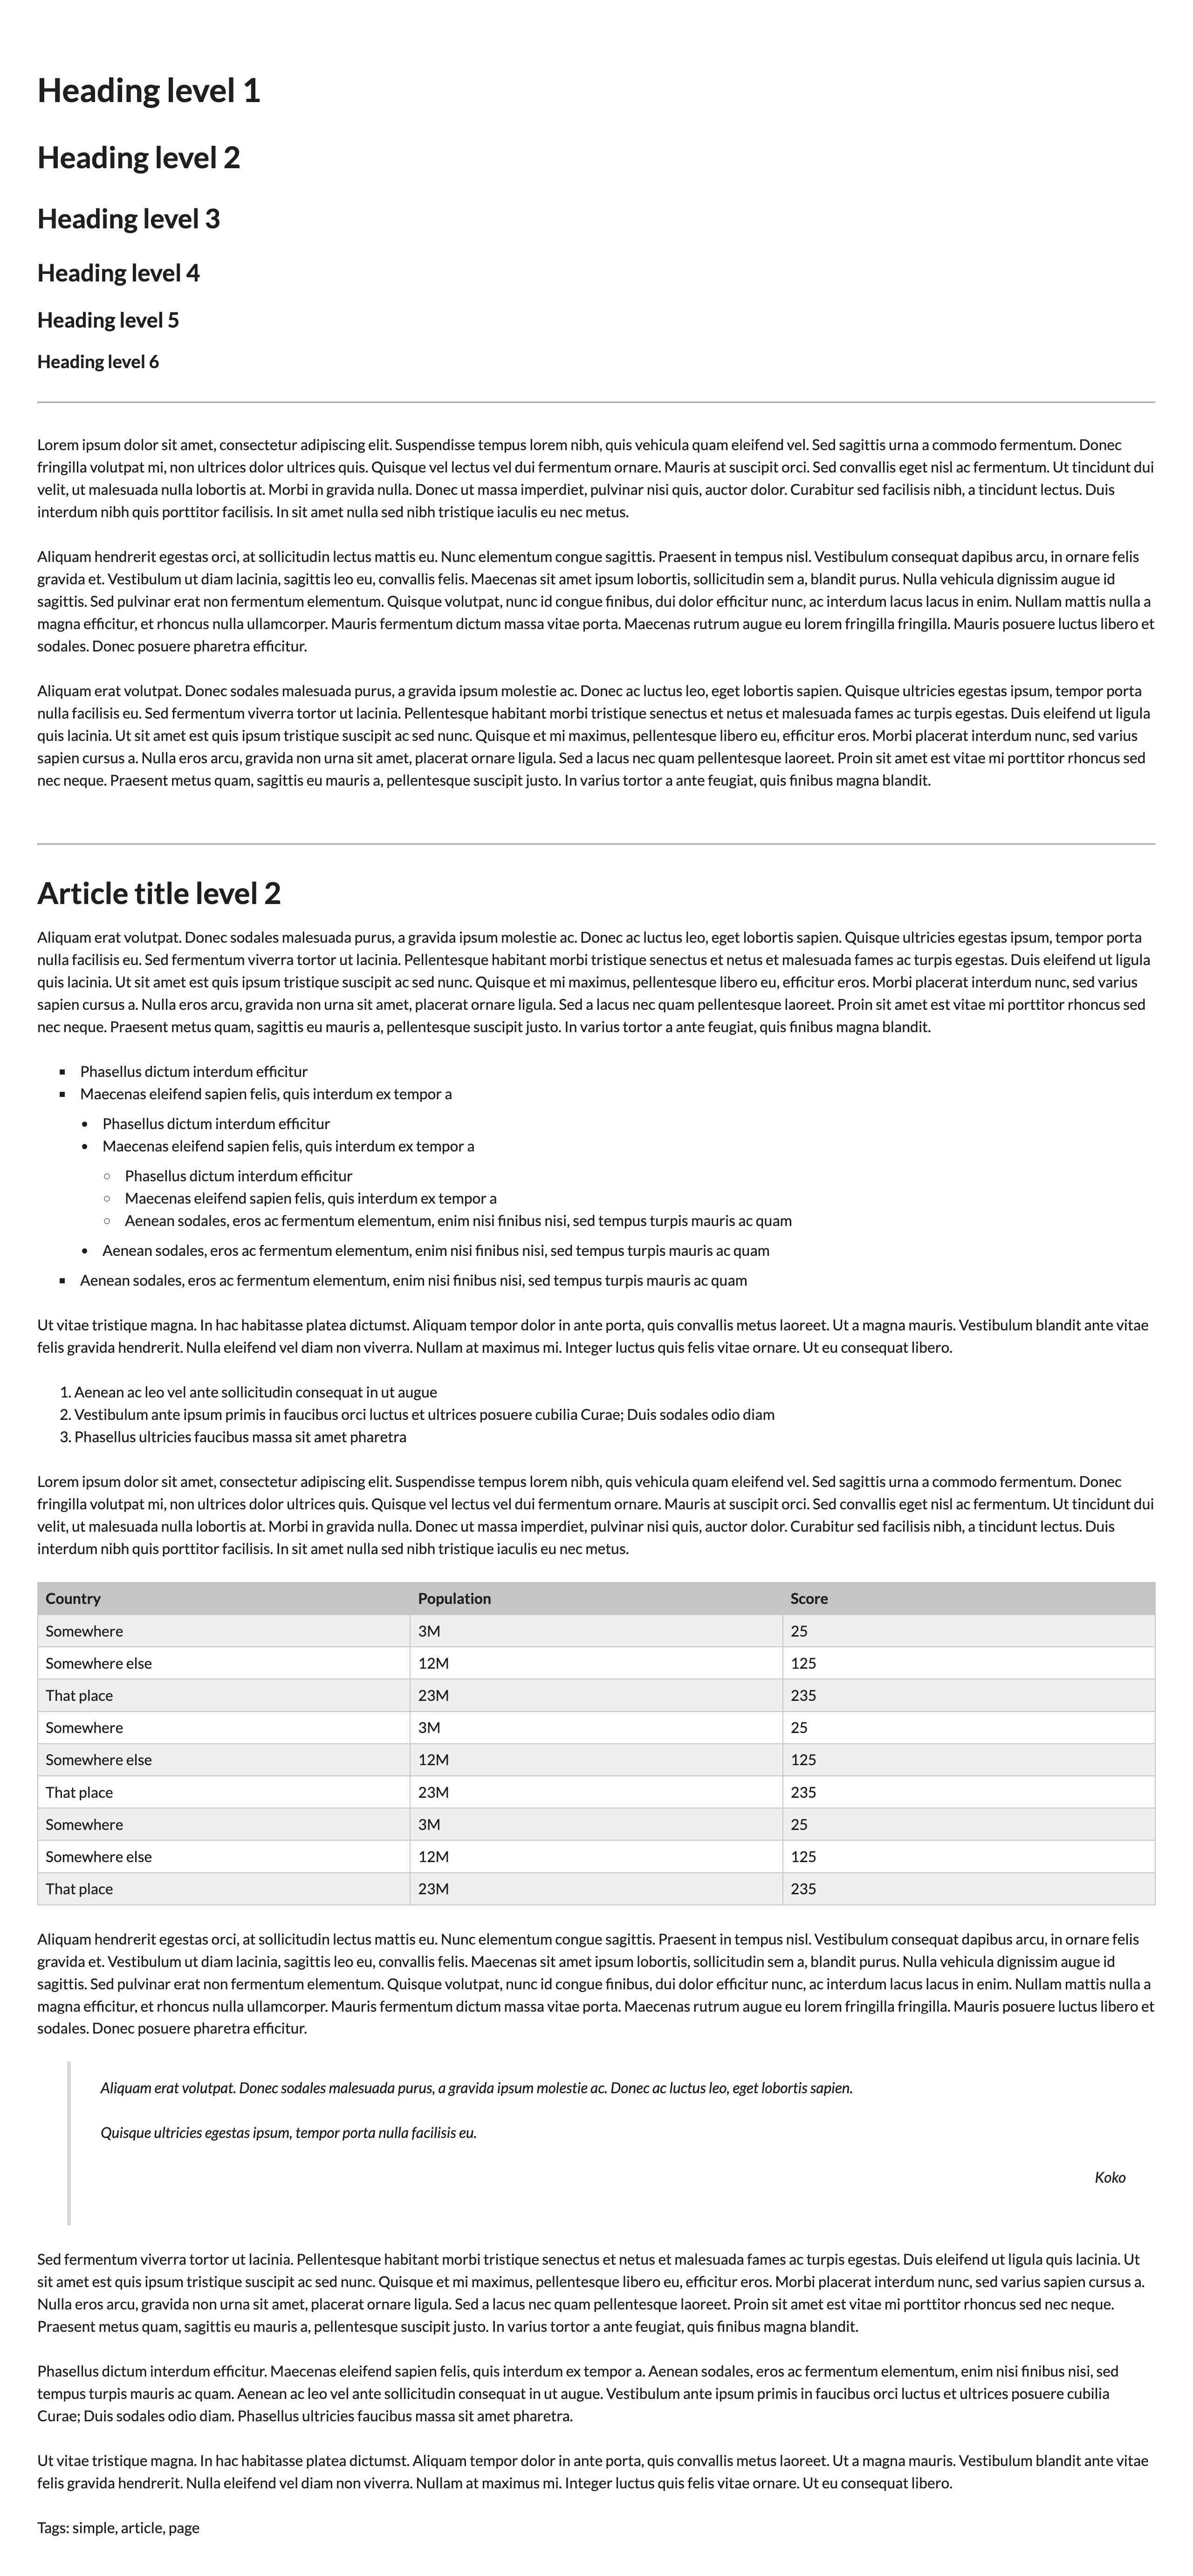 Heading level 1
Heading level 2
Heading level 3
Heading level 4
Heading level 5
Heading level 6
Lorem ipsum dolor sit amet, consectetur adipiscing elit. Suspendisse tempus lorem nibh, quis vehicula quam eleifend vel. Sed sagittis urna a commodo fermentum. Donec
fringilla volutpat mi, non ultrices dolor ultrices quis. Quisque vel lectus vel dui fermentum ornare. Mauris at suscipit orci. Sed convallis eget nisl ac fermentum. Ut tincidunt dui
velit, ut malesuada nulla lobortis at. Morbi in gravida nulla. Donec ut massa imperdiet, pulvinar nisi quis, auctor dolor. Curabitur sed facilisis nibh, a tincidunt lectus. Duis
interdum nibh quis porttitor facilisis. In sit amet nulla sed nibh tristique iaculis eu nec metus.
Aliquam hendrerit egestas orci, at sollicitudin lectus mattis eu. Nunc elementum congue sagittis. Praesent in tempus nisl. Vestibulum consequat dapibus arcu, in ornare felis
gravida et. Vestibulum ut diam lacinia, sagittis leo eu, convallis felis. Maecenas sit amet ipsum lobortis, sollicitudin sem a, blandit purus. Nulla vehicula dignissim augue id
sagittis. Sed pulvinar erat non fermentum elementum. Quisque volutpat, nunc id congue finibus, dui dolor efficitur nunc, ac interdum lacus lacus in enim. Nullam mattis nulla a
magna efficitur, et rhoncus nulla ullamcorper. Mauris fermentum dictum massa vitae porta. Maecenas rutrum augue eu lorem fringilla fringilla. Mauris posuere luctus libero et
sodales. Donec posuere pharetra efficitur.
Aliquam erat volutpat. Donec sodales malesuada purus, a gravida ipsum molestie ac. Donec ac luctus leo, eget lobortis sapien. Quisque ultricies egestas ipsum, tempor porta
nulla facilisis eu. Sed fermentum viverra tortor ut lacinia. Pellentesque habitant morbi tristique senectus et netus et malesuada fames ac turpis egestas. Duis eleifend ut ligula
quis lacinia. Ut sit amet est quis ipsum tristique suscipit ac sed nunc. Quisque et mi maximus, pellentesque libero eu, efficitur eros. Morbi placerat interdum nunc, sed varius
sapien cursus a. Nulla eros arcu, gravida non urna sit amet, placerat ornare ligula. Sed a lacus nec quam pellentesque laoreet. Proin sit amet est vitae mi porttitor rhoncus sed
nec neque. Praesent metus quam, sagittis eu mauris a, pellentesque suscipit justo. In varius tortor a ante feugiat, quis finibus magna blandit.
Article title level 2
Aliquam erat volutpat. Donec sodales malesuada purus, a gravida ipsum molestie ac. Donec ac luctus leo, eget lobortis sapien. Quisque ultricies egestas ipsum, tempor porta
nulla facilisis eu. Sed fermentum viverra tortor ut lacinia. Pellentesque habitant morbi tristique senectus et netus et malesuada fames ac turpis egestas. Duis eleifend ut ligula
quis lacinia. Ut sit amet est quis ipsum tristique suscipit ac sed nunc. Quisque et mi maximus, pellentesque libero eu, efficitur eros. Morbi placerat interdum nunc, sed varius
sapien cursus a. Nulla eros arcu, gravida non urna sit amet, placerat ornare ligula. Sed a lacus nec quam pellentesque laoreet. Proin sit amet est vitae mi porttitor rhoncus sed
nec neque. Praesent metus quam, sagittis eu mauris a, pellentesque suscipit justo. In varius tortor a ante feugiat, quis finibus magna blandit.
▪ Phasellus dictum interdum efficitur
▪ Maecenas eleifend sapien felis, quis interdum ex tempor a
• Phasellus dictum interdum efficitur
• Maecenas eleifend sapien felis, quis interdum ex tempor a
◦ Phasellus dictum interdum efficitur
◦ Maecenas eleifend sapien felis, quis interdum ex tempor a
◦ Aenean sodales, eros ac fermentum elementum, enim nisi finibus nisi, sed tempus turpis mauris ac quam
• Aenean sodales, eros ac fermentum elementum, enim nisi finibus nisi, sed tempus turpis mauris ac quam
▪ Aenean sodales, eros ac fermentum elementum, enim nisi finibus nisi, sed tempus turpis mauris ac quam
Ut vitae tristique magna. In hac habitasse platea dictumst. Aliquam tempor dolor in ante porta, quis convallis metus laoreet. Ut a magna mauris. Vestibulum blandit ante vitae
felis gravida hendrerit. Nulla eleifend vel diam non viverra. Nullam at maximus mi. Integer luctus quis felis vitae ornare. Ut eu consequat libero.
1. Aenean ac leo vel ante sollicitudin consequat in ut augue
2. Vestibulum ante ipsum primis in faucibus orci luctus et ultrices posuere cubilia Curae; Duis sodales odio diam
3. Phasellus ultricies faucibus massa sit amet pharetra
Lorem ipsum dolor sit amet, consectetur adipiscing elit. Suspendisse tempus lorem nibh, quis vehicula quam eleifend vel. Sed sagittis urna a commodo fermentum. Donec
fringilla volutpat mi, non ultrices dolor ultrices quis. Quisque vel lectus vel dui fermentum ornare. Mauris at suscipit orci. Sed convallis eget nisl ac fermentum. Ut tincidunt dui
velit, ut malesuada nulla lobortis at. Morbi in gravida nulla. Donec ut massa imperdiet, pulvinar nisi quis, auctor dolor. Curabitur sed facilisis nibh, a tincidunt lectus. Duis
interdum nibh quis porttitor facilisis. In sit amet nulla sed nibh tristique iaculis eu nec metus.
Country Population Score
Somewhere 3M 25
Somewhere else 12M 125
That place 23M 235
Somewhere 3M 25
Somewhere else 12M 125
That place 23M 235
Somewhere 3M 25
Somewhere else 12M 125
That place 23M 235
Aliquam hendrerit egestas orci, at sollicitudin lectus mattis eu. Nunc elementum congue sagittis. Praesent in tempus nisl. Vestibulum consequat dapibus arcu, in ornare felis
gravida et. Vestibulum ut diam lacinia, sagittis leo eu, convallis felis. Maecenas sit amet ipsum lobortis, sollicitudin sem a, blandit purus. Nulla vehicula dignissim augue id
sagittis. Sed pulvinar erat non fermentum elementum. Quisque volutpat, nunc id congue finibus, dui dolor efficitur nunc, ac interdum lacus lacus in enim. Nullam mattis nulla a
magna efficitur, et rhoncus nulla ullamcorper. Mauris fermentum dictum massa vitae porta. Maecenas rutrum augue eu lorem fringilla fringilla. Mauris posuere luctus libero et
sodales. Donec posuere pharetra efficitur.
Aliquam erat volutpat. Donec sodales malesuada purus, a gravida ipsum molestie ac. Donec ac luctus leo, eget lobortis sapien.
Quisque ultricies egestas ipsum, tempor porta nulla facilisis eu.
Koko
Sed fermentum viverra tortor ut lacinia. Pellentesque habitant morbi tristique senectus et netus et malesuada fames ac turpis egestas. Duis eleifend ut ligula quis lacinia. Ut
sit amet est quis ipsum tristique suscipit ac sed nunc. Quisque et mi maximus, pellentesque libero eu, efficitur eros. Morbi placerat interdum nunc, sed varius sapien cursus a.
Nulla eros arcu, gravida non urna sit amet, placerat ornare ligula. Sed a lacus nec quam pellentesque laoreet. Proin sit amet est vitae mi porttitor rhoncus sed nec neque.
Praesent metus quam, sagittis eu mauris a, pellentesque suscipit justo. In varius tortor a ante feugiat, quis finibus magna blandit.
Phasellus dictum interdum efficitur. Maecenas eleifend sapien felis, quis interdum ex tempor a. Aenean sodales, eros ac fermentum elementum, enim nisi finibus nisi, sed
tempus turpis mauris ac quam. Aenean ac leo vel ante sollicitudin consequat in ut augue. Vestibulum ante ipsum primis in faucibus orci luctus et ultrices posuere cubilia
Curae; Duis sodales odio diam. Phasellus ultricies faucibus massa sit amet pharetra.
Ut vitae tristique magna. In hac habitasse platea dictumst. Aliquam tempor dolor in ante porta, quis convallis metus laoreet. Ut a magna mauris. Vestibulum blandit ante vitae
felis gravida hendrerit. Nulla eleifend vel diam non viverra. Nullam at maximus mi. Integer luctus quis felis vitae ornare. Ut eu consequat libero.
Tags: simple, article, page